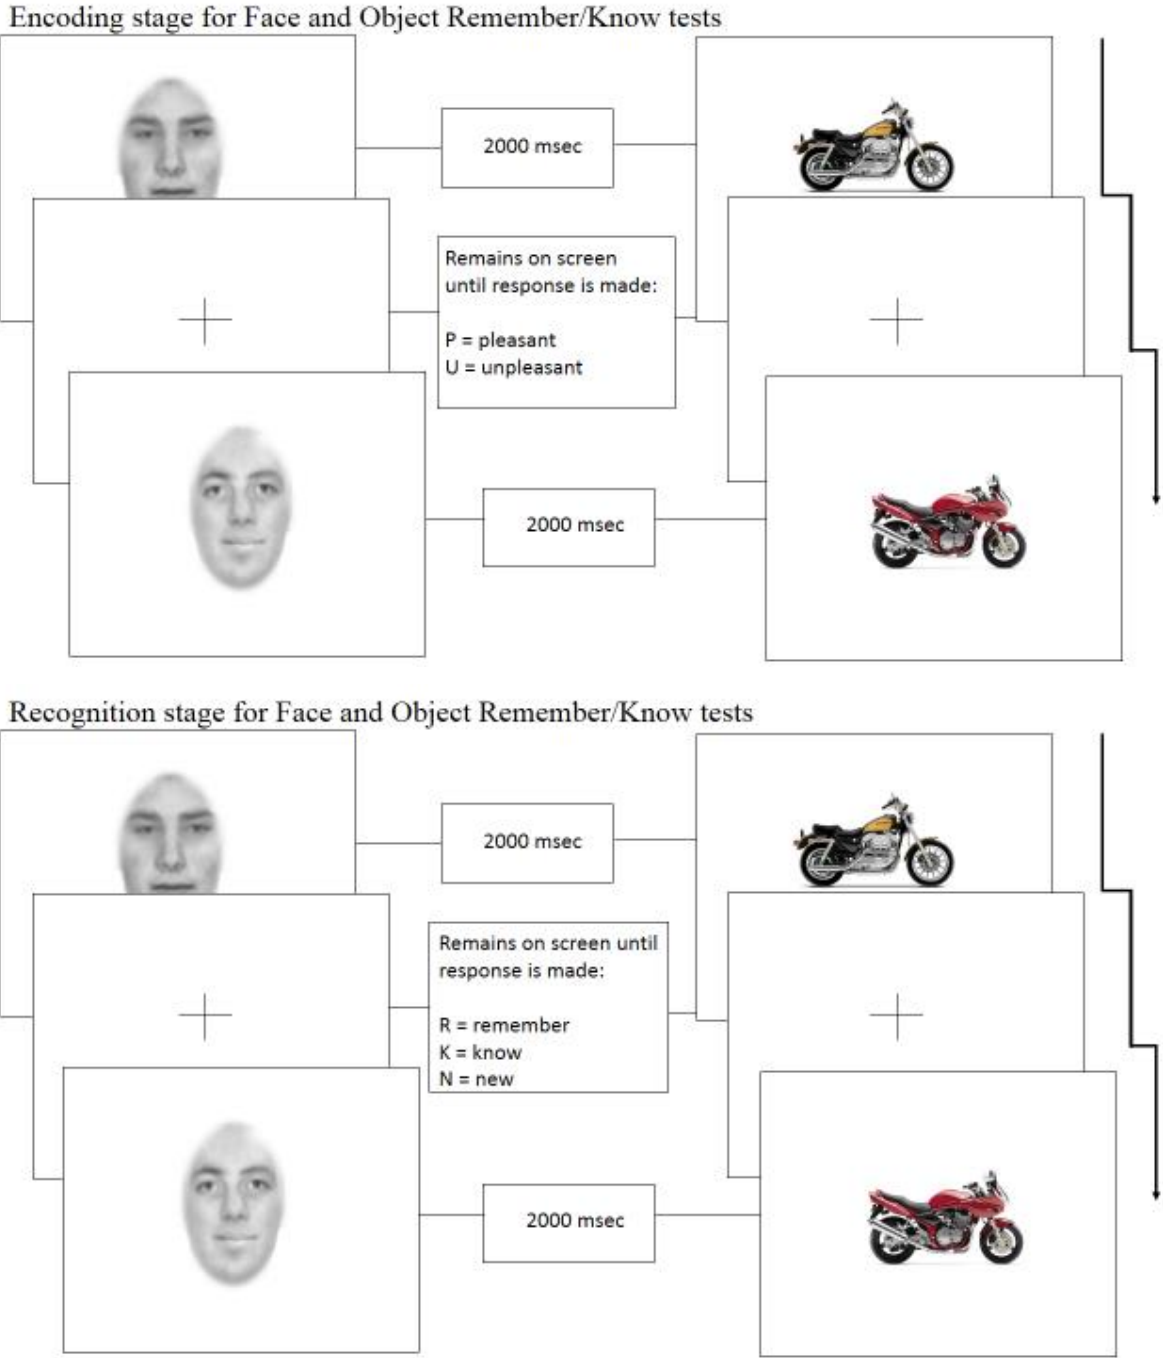 Encoding stage for Face and Object Remember/Know tests
2000 msec
Remains on screen
until response is made:
P = pleasant
U = unpleasant
2000 msec
Recognition stage for Face and Object Remember/Know tests
2000 msec
Remains on screen until
response is made:
R = remember
K = know
N = new
2000 msec